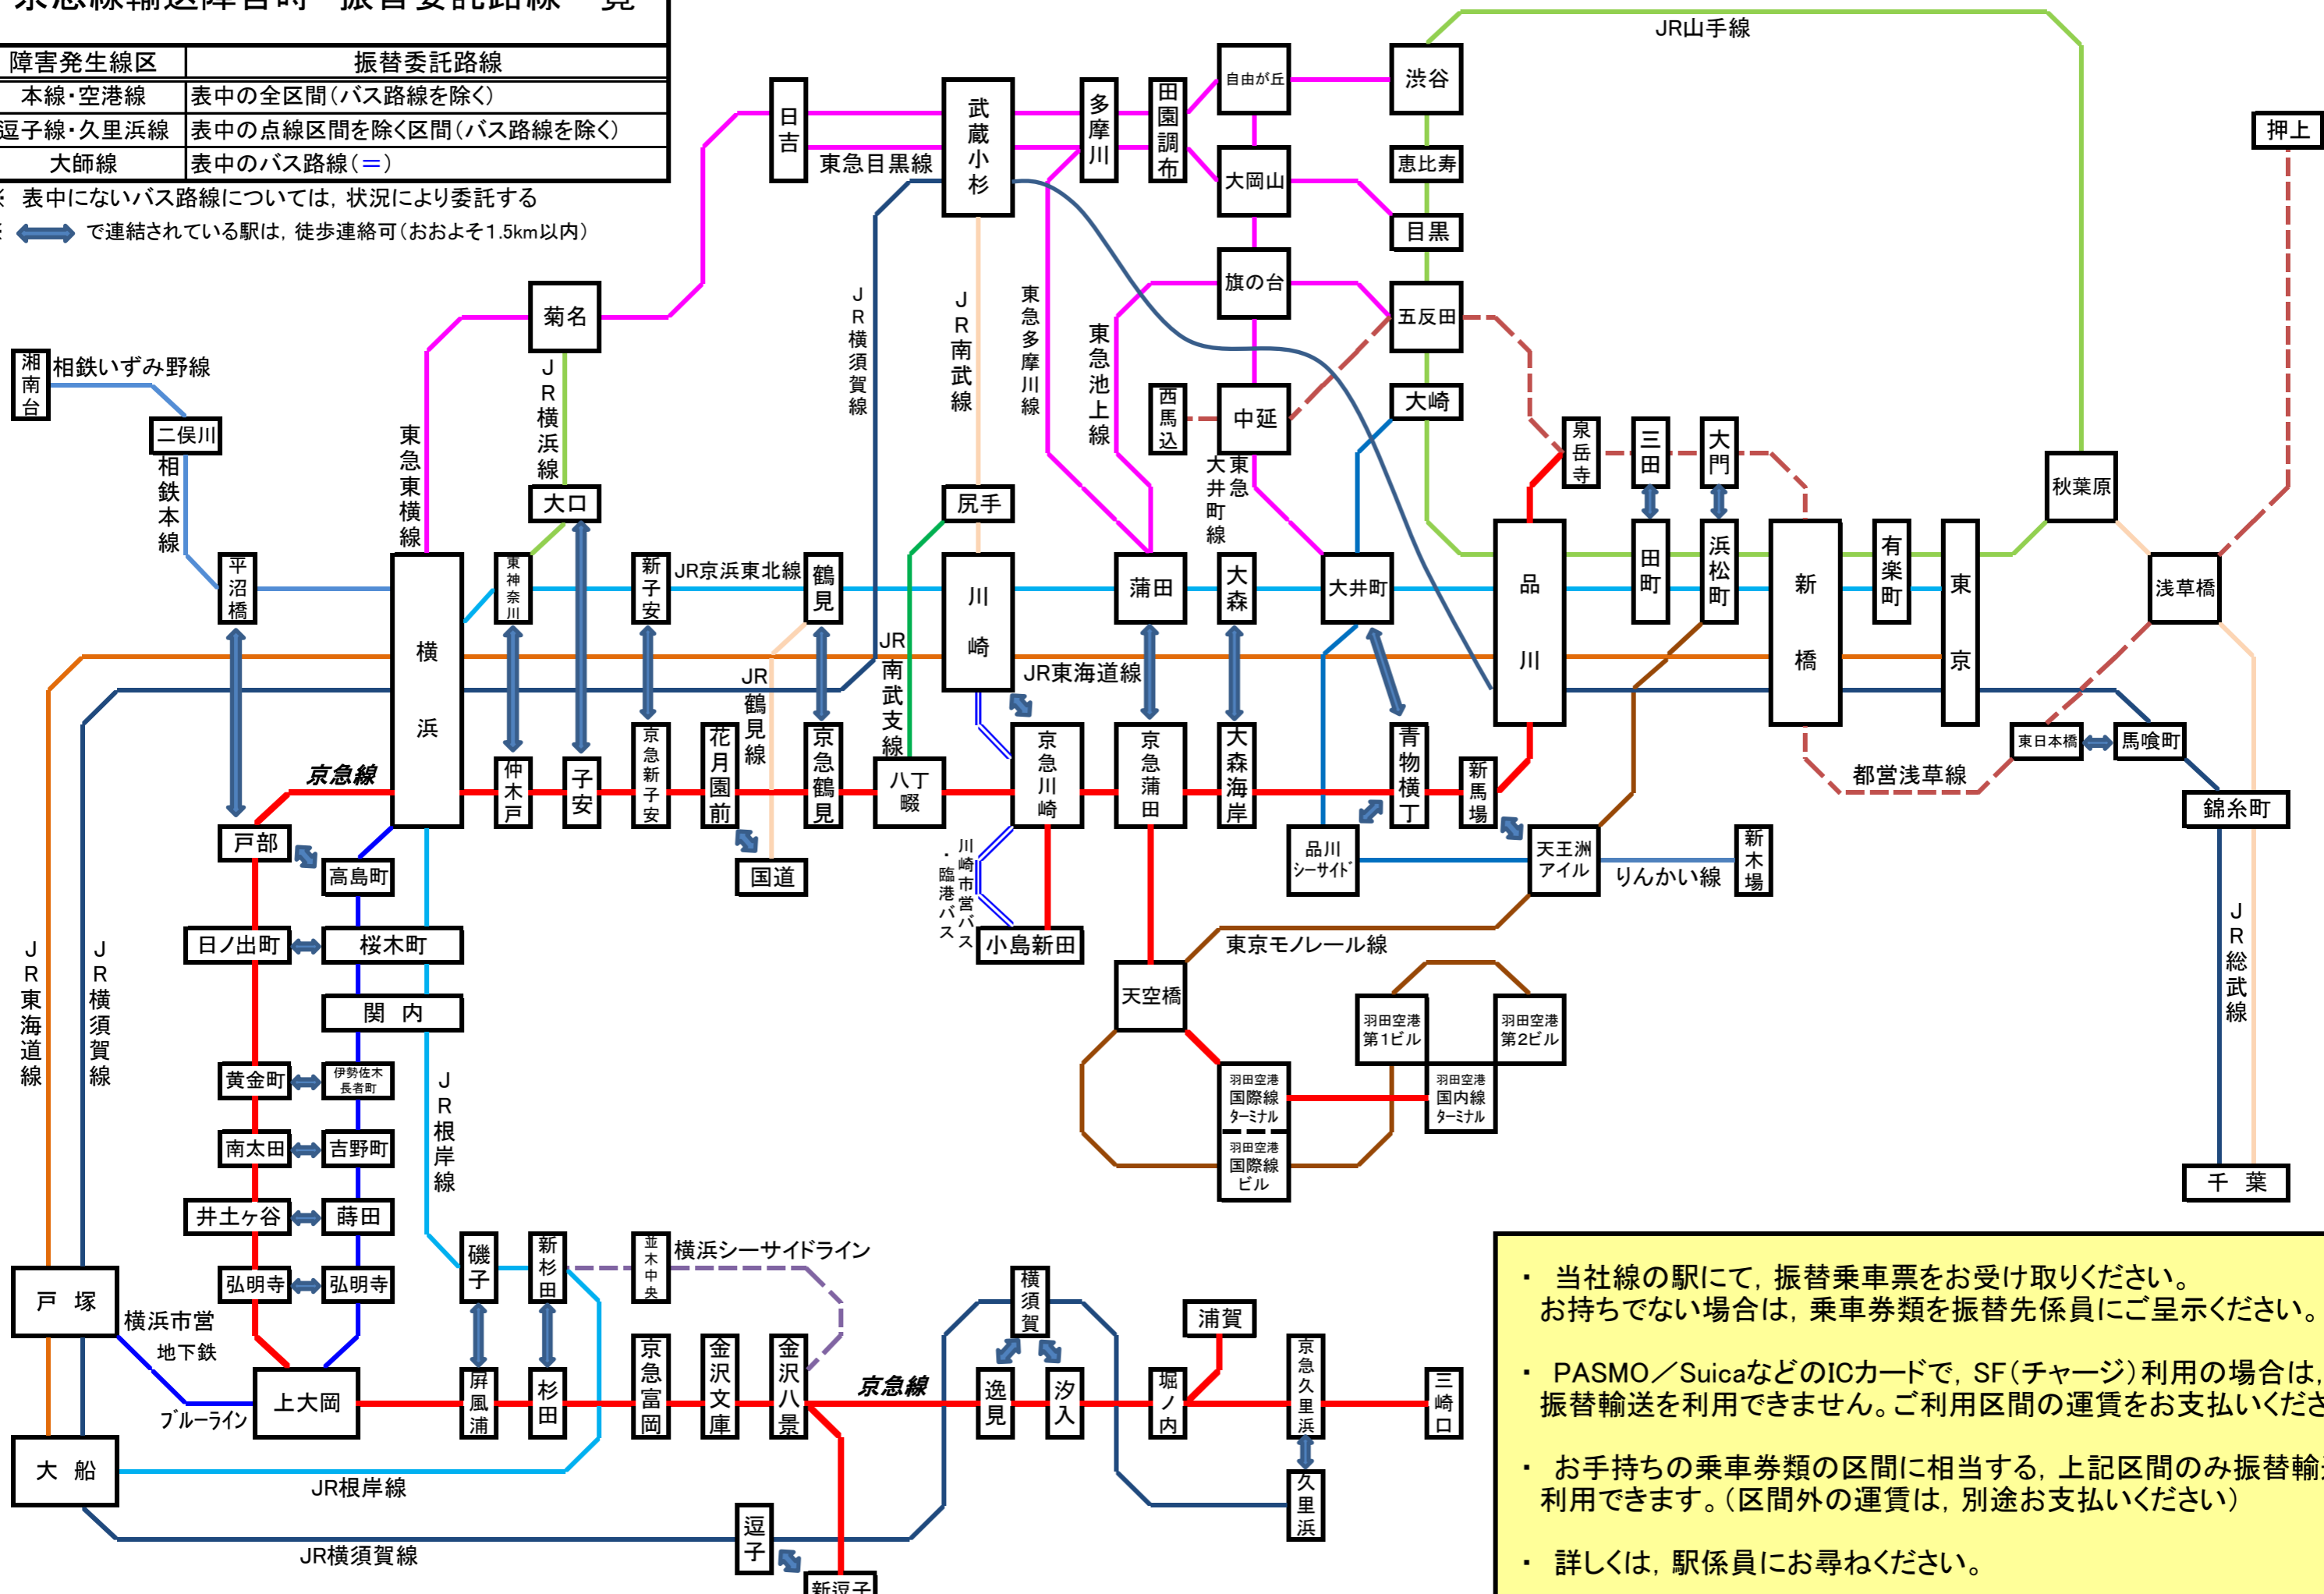 京急線輸送障害時 振替委託路線一覧
障害発生線区 振替委託路線
本線・空港線 表中の全区間(バス路線を除く)
逗子線・久里浜線 表中の点線区間を除く区間(バス路線を除く)
大師線 表中のバス路線(=)
※ 表中にないバス路線については, 状況により委託する
で連結されている駅は, 徒歩連絡可(おおよそ1.5km以内)
JR山手線
日吉
武蔵小杉
多摩川
田園調布
自由が丘
渋谷
押上
東急目黒線
大岡山
恵比寿
目黒
菊名
JR横須賀線
JR南武線
東急多摩川線
東急池上線
旗の台
五反田
湘南台
相鉄いずみ野線
二俣川
相鉄本線
東急東横線
JR横浜線
西馬込
中延
大崎
東急
大井町線
泉岳寺
三田
大門
秋葉原
大口
尻手
平沼橋
横浜
東神奈川
新子安
JR京浜東北線
鶴見
川崎
蒲田
大森
大井町
品川
田町
浜松町
新橋
有楽町
東京
浅草橋
JR東海道線
JR
鶴見線
JR
南武支線
京急線
仲木戸
子安
京急新子安
花月園前
京急鶴見
八丁畷
京急川崎
京急蒲田
大森海岸
青物横丁
新馬場
都営浅草線
東日本橋
馬喰町
錦糸町
戸部
高島町
国道
川崎市営バス
・臨港バス
小島新田
品川
シーサイド
天王洲
アイル
りんかい線
新木場
日ノ出町
桜木町
関内
東京モノレール線
天空橋
羽田空港
第1ビル
羽田空港
第2ビル
JR総武線
JR東海道線
JR横須賀線
黄金町
伊勢佐木
長者町
JR根岸線
羽田空港
国際線
ターミナル
羽田空港
国内線
ターミナル
羽田空港
国際線
ビル
南太田
吉野町
井土ヶ谷
蒔田
千葉
弘明寺
弘明寺
磯子
新杉田
並木中央
横浜シーサイドライン
横須賀
浦賀
戸塚
横浜市営
地下鉄
ブルーライン
上大岡
屛風浦
杉田
京急富岡
金沢文庫
金沢八景
京急線
逸見
汐入
堀ノ内
京急久里浜
三崎口
大船
JR根岸線
久里浜
JR横須賀線
逗子
新逗子
・ 当社線の駅にて, 振替乗車票をお受け取りください。
お持ちでない場合は, 乗車券類を振替先係員にご呈示ください。
・ PASMO/SuicaなどのICカードで, SF(チャージ)利用の場合は,
振替輸送を利用できません。ご利用区間の運賃をお支払いくださ
・ お手持ちの乗車券類の区間に相当する, 上記区間のみ振替輸
利用できます。(区間外の運賃は, 別途お支払いください)
・ 詳しくは, 駅係員にお尋ねください。